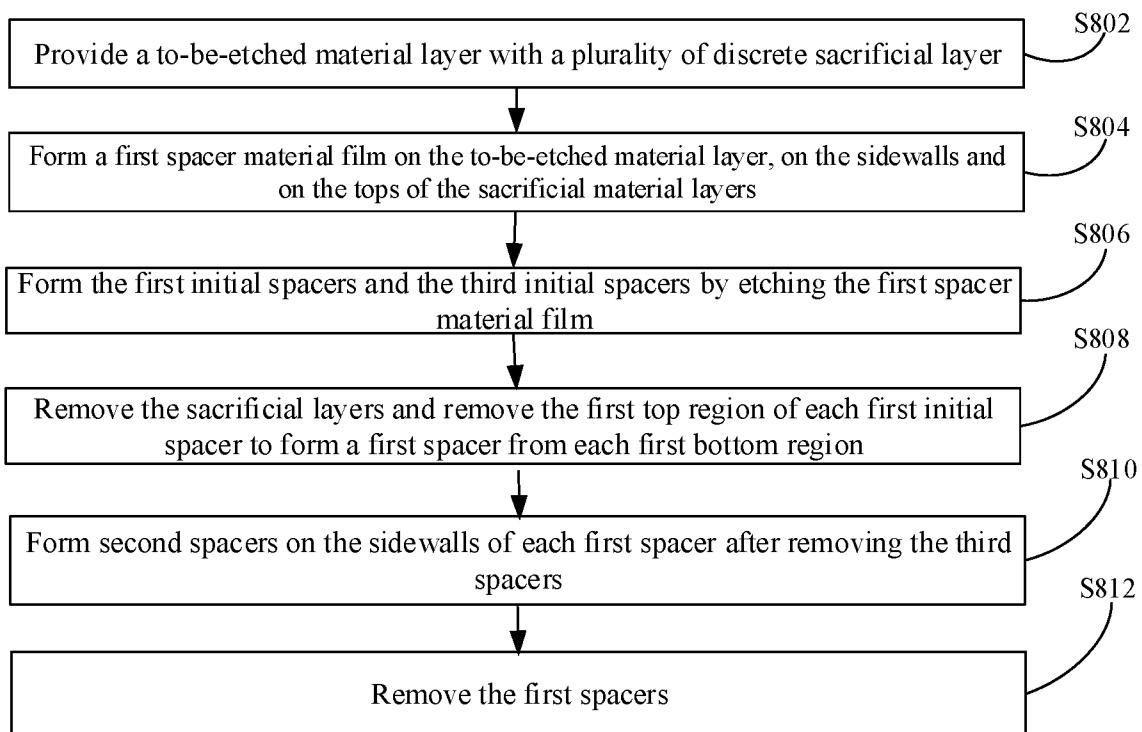 S802
Provide a to-be-etched material layer with a plurality of discrete sacrificial layer
S804
Form a first spacer material film on the to-be-etched material layer, on the sidewalls and
on the tops of the sacrificial material layers
S806
Form the first initial spacers and the third initial spacers by etching the first spacer
material film
S808
Remove the sacrificial layers and remove the first top region of each first initial
spacer to form a first spacer from each first bottom region
S810
Form second spacers on the sidewalls of each first spacer after removing the third
spacers
S812
Remove the first spacers